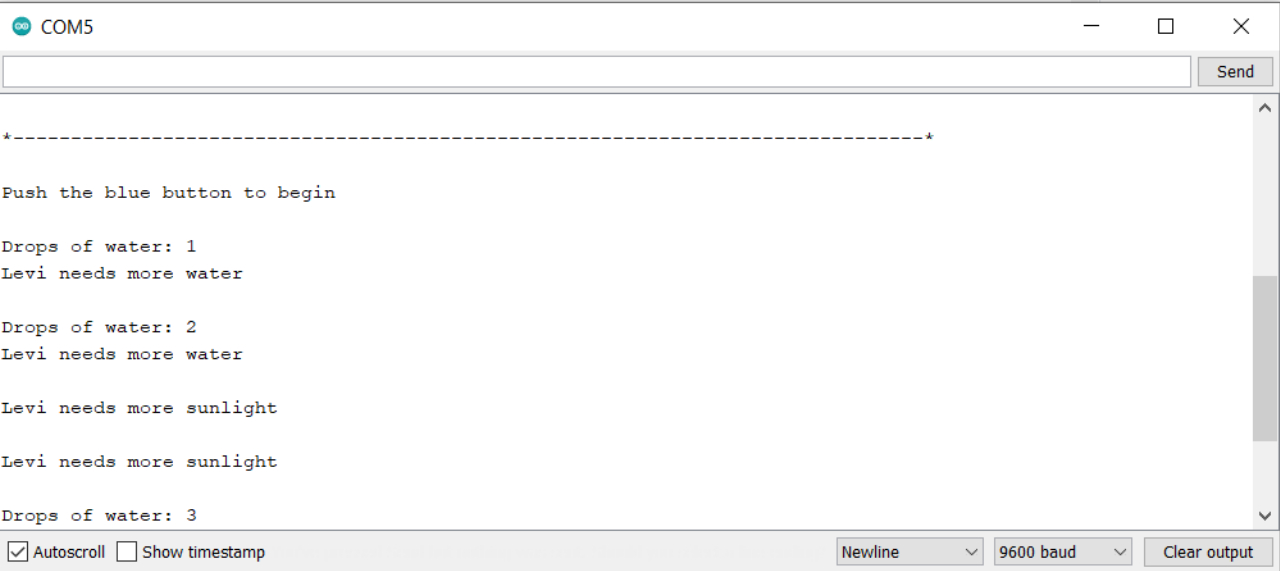 COM5
Send
*-------------------------------------------------------------------------------*
Push the blue button to begin
Drops of water: 1
Levi needs more water
Drops of water: 2
Levi needs more water
Levi needs more sunlight
Levi needs more sunlight
Drops of water: 3
Autoscroll Show timestamp Newline 9600 baud Clear output